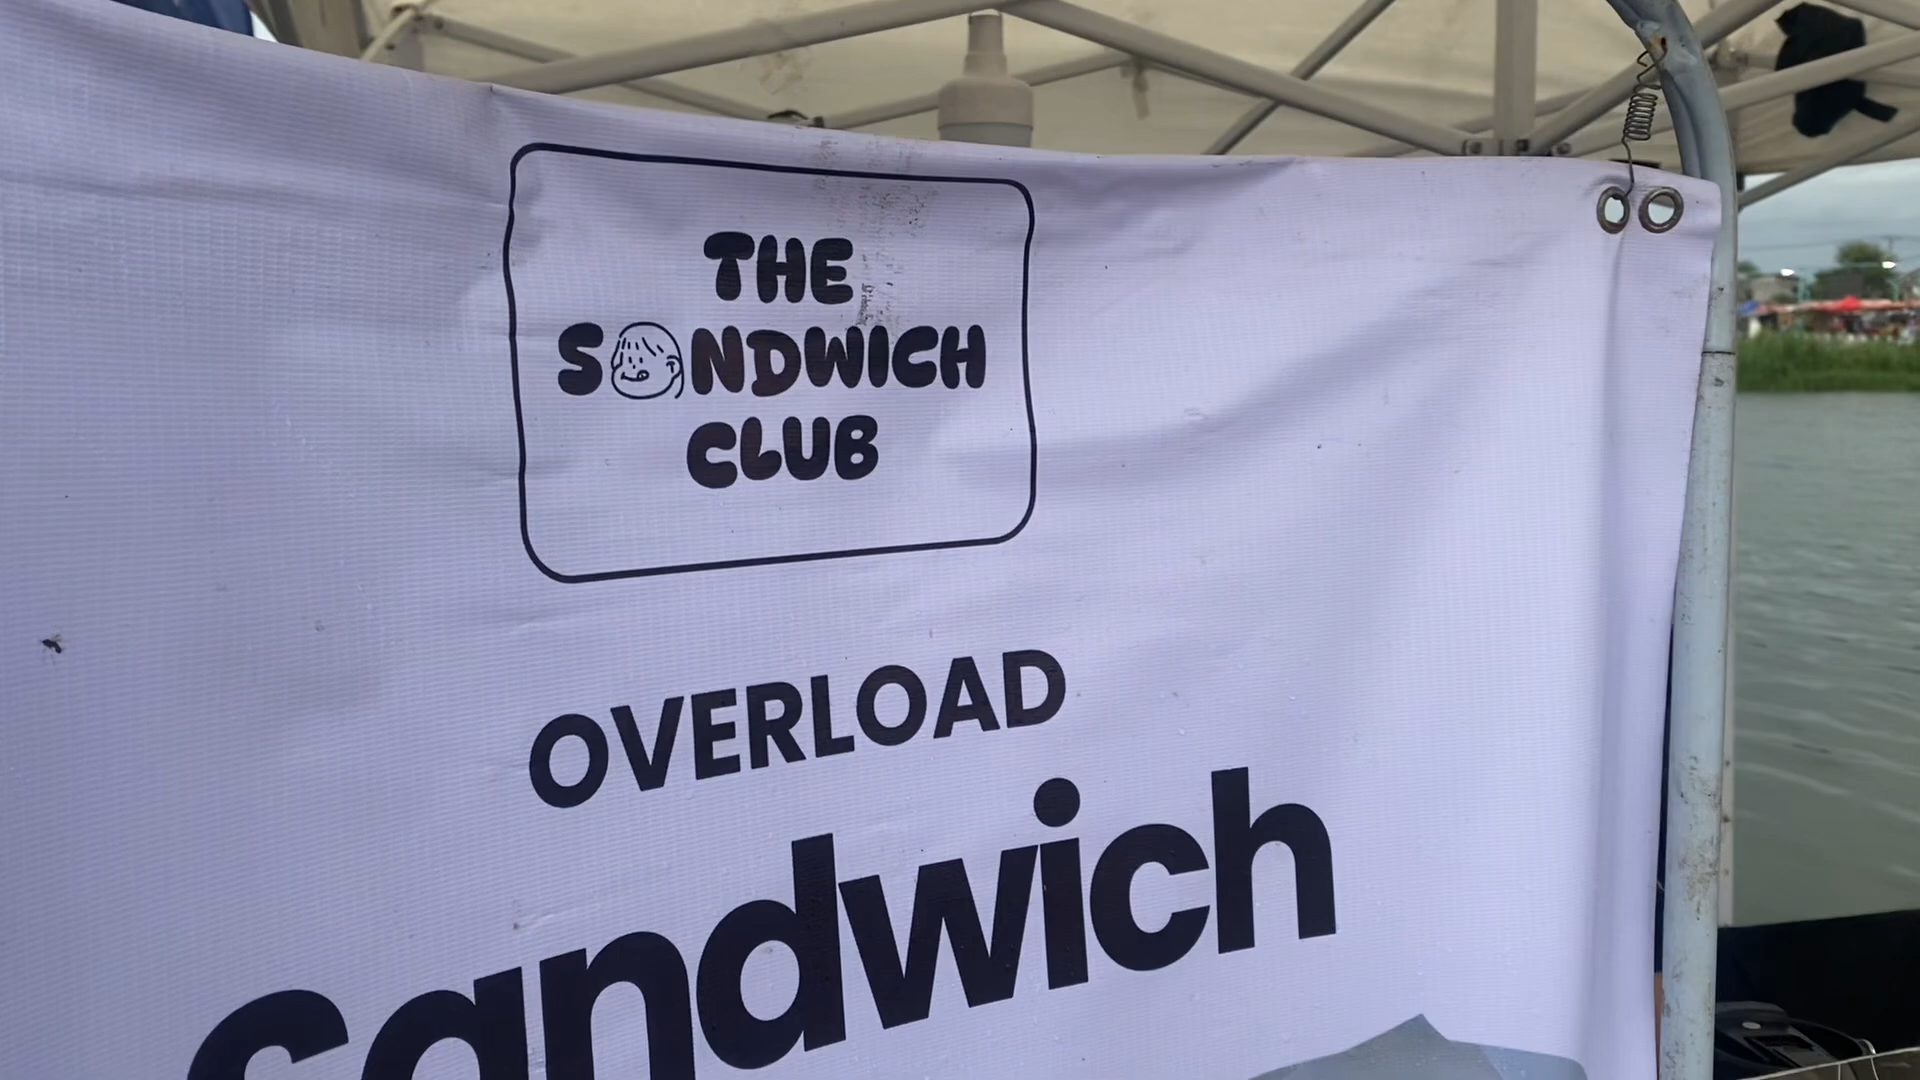 THE
SANDWICH
CLUB
OVERLOAD
sandwich